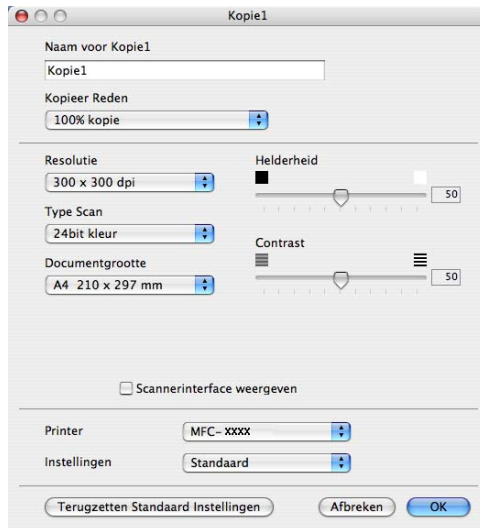 Kopie1
Naam voor Kopie1
Kopie1
Kopieer Reden
100% kopie
Resolutie
300 x 300 dpi
Type Scan
24bit kleur
Documentgrootte
A4 210 x 297 mm
Helderheid
50
Contrast
50
Scannerinterface weergeven
Printer
MFC- XXXX
Instellingen
Standaard
Terugzetten Standaard Instellingen
Afbreken
OK